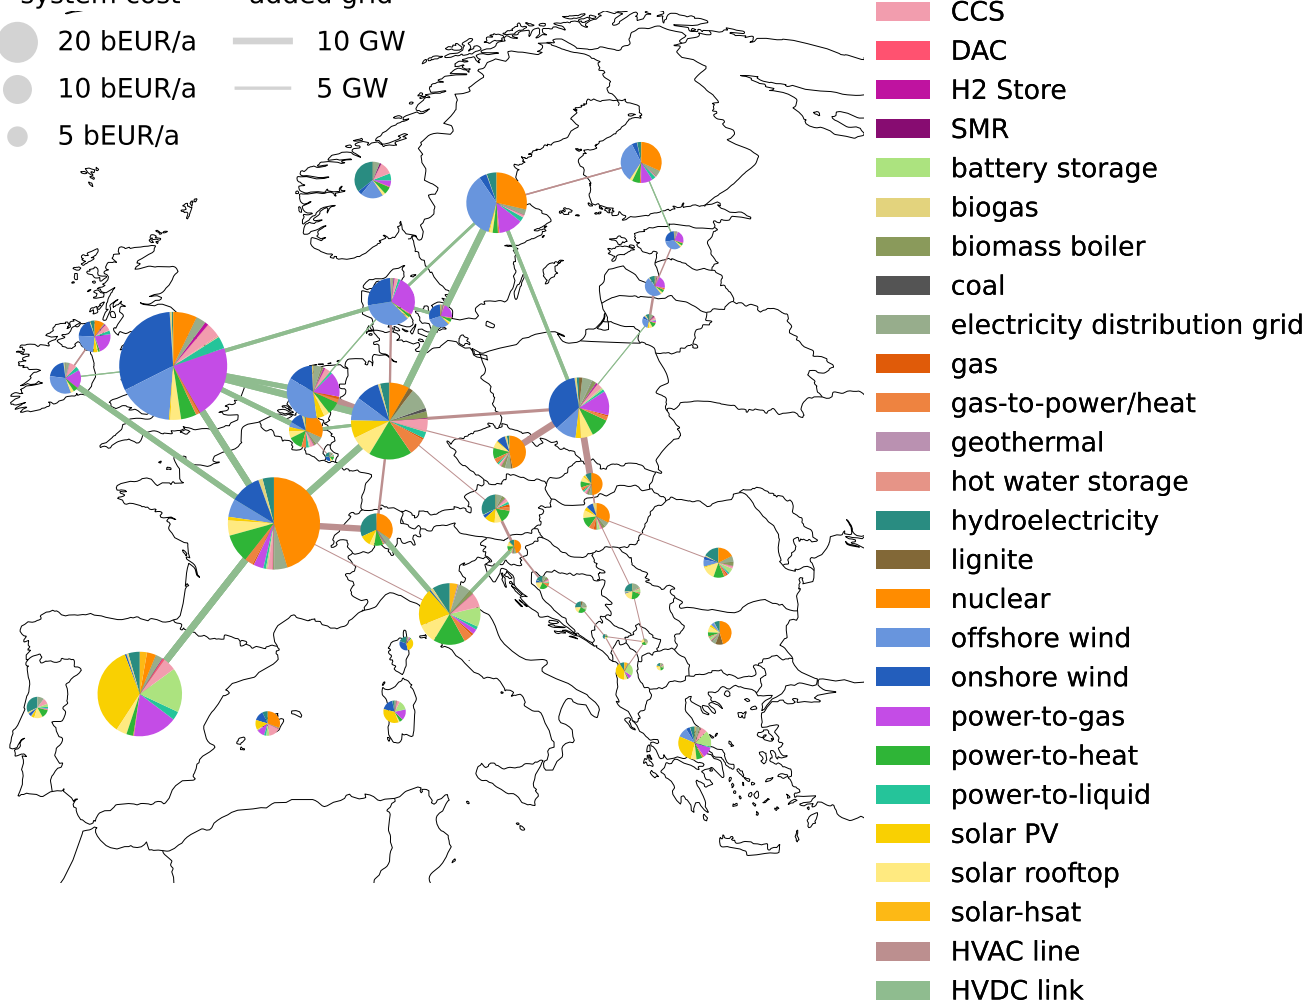 system cost added grid
20 bEUR/a 10 GW
10 bEUR/a 5 GW
5 bEUR/a
CCS
DAC
H2 Store
SMR
battery storage
biogas
biomass boiler
coal
electricity distribution grid
gas
gas-to-power/heat
geothermal
hot water storage
hydroelectricity
lignite
nuclear
offshore wind
onshore wind
power-to-gas
power-to-heat
power-to-liquid
solar PV
solar rooftop
solar-hsat
HVAC line
HVDC link